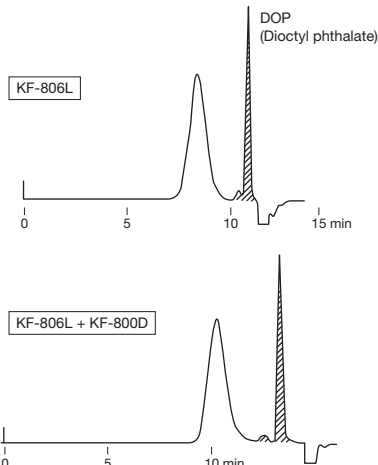 DOP
(Dioctyl phthalate)
KF-806L
0 5 10 15 min
KF-806L + KF-800D
0 5 10 min